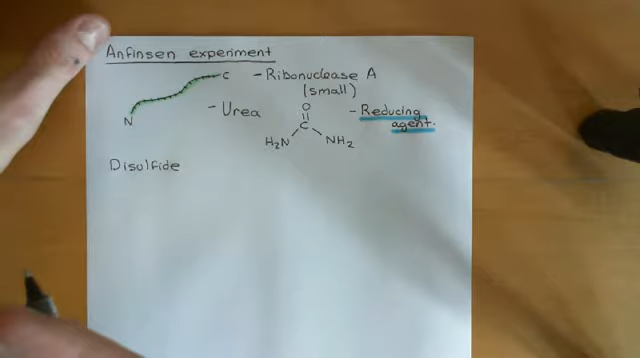 Anfinsen experiment
C
- Ribonuclease A
(small)
N
- Urea
O
C
H₂N
NH₂
- Reducing
agent.
Disulfide